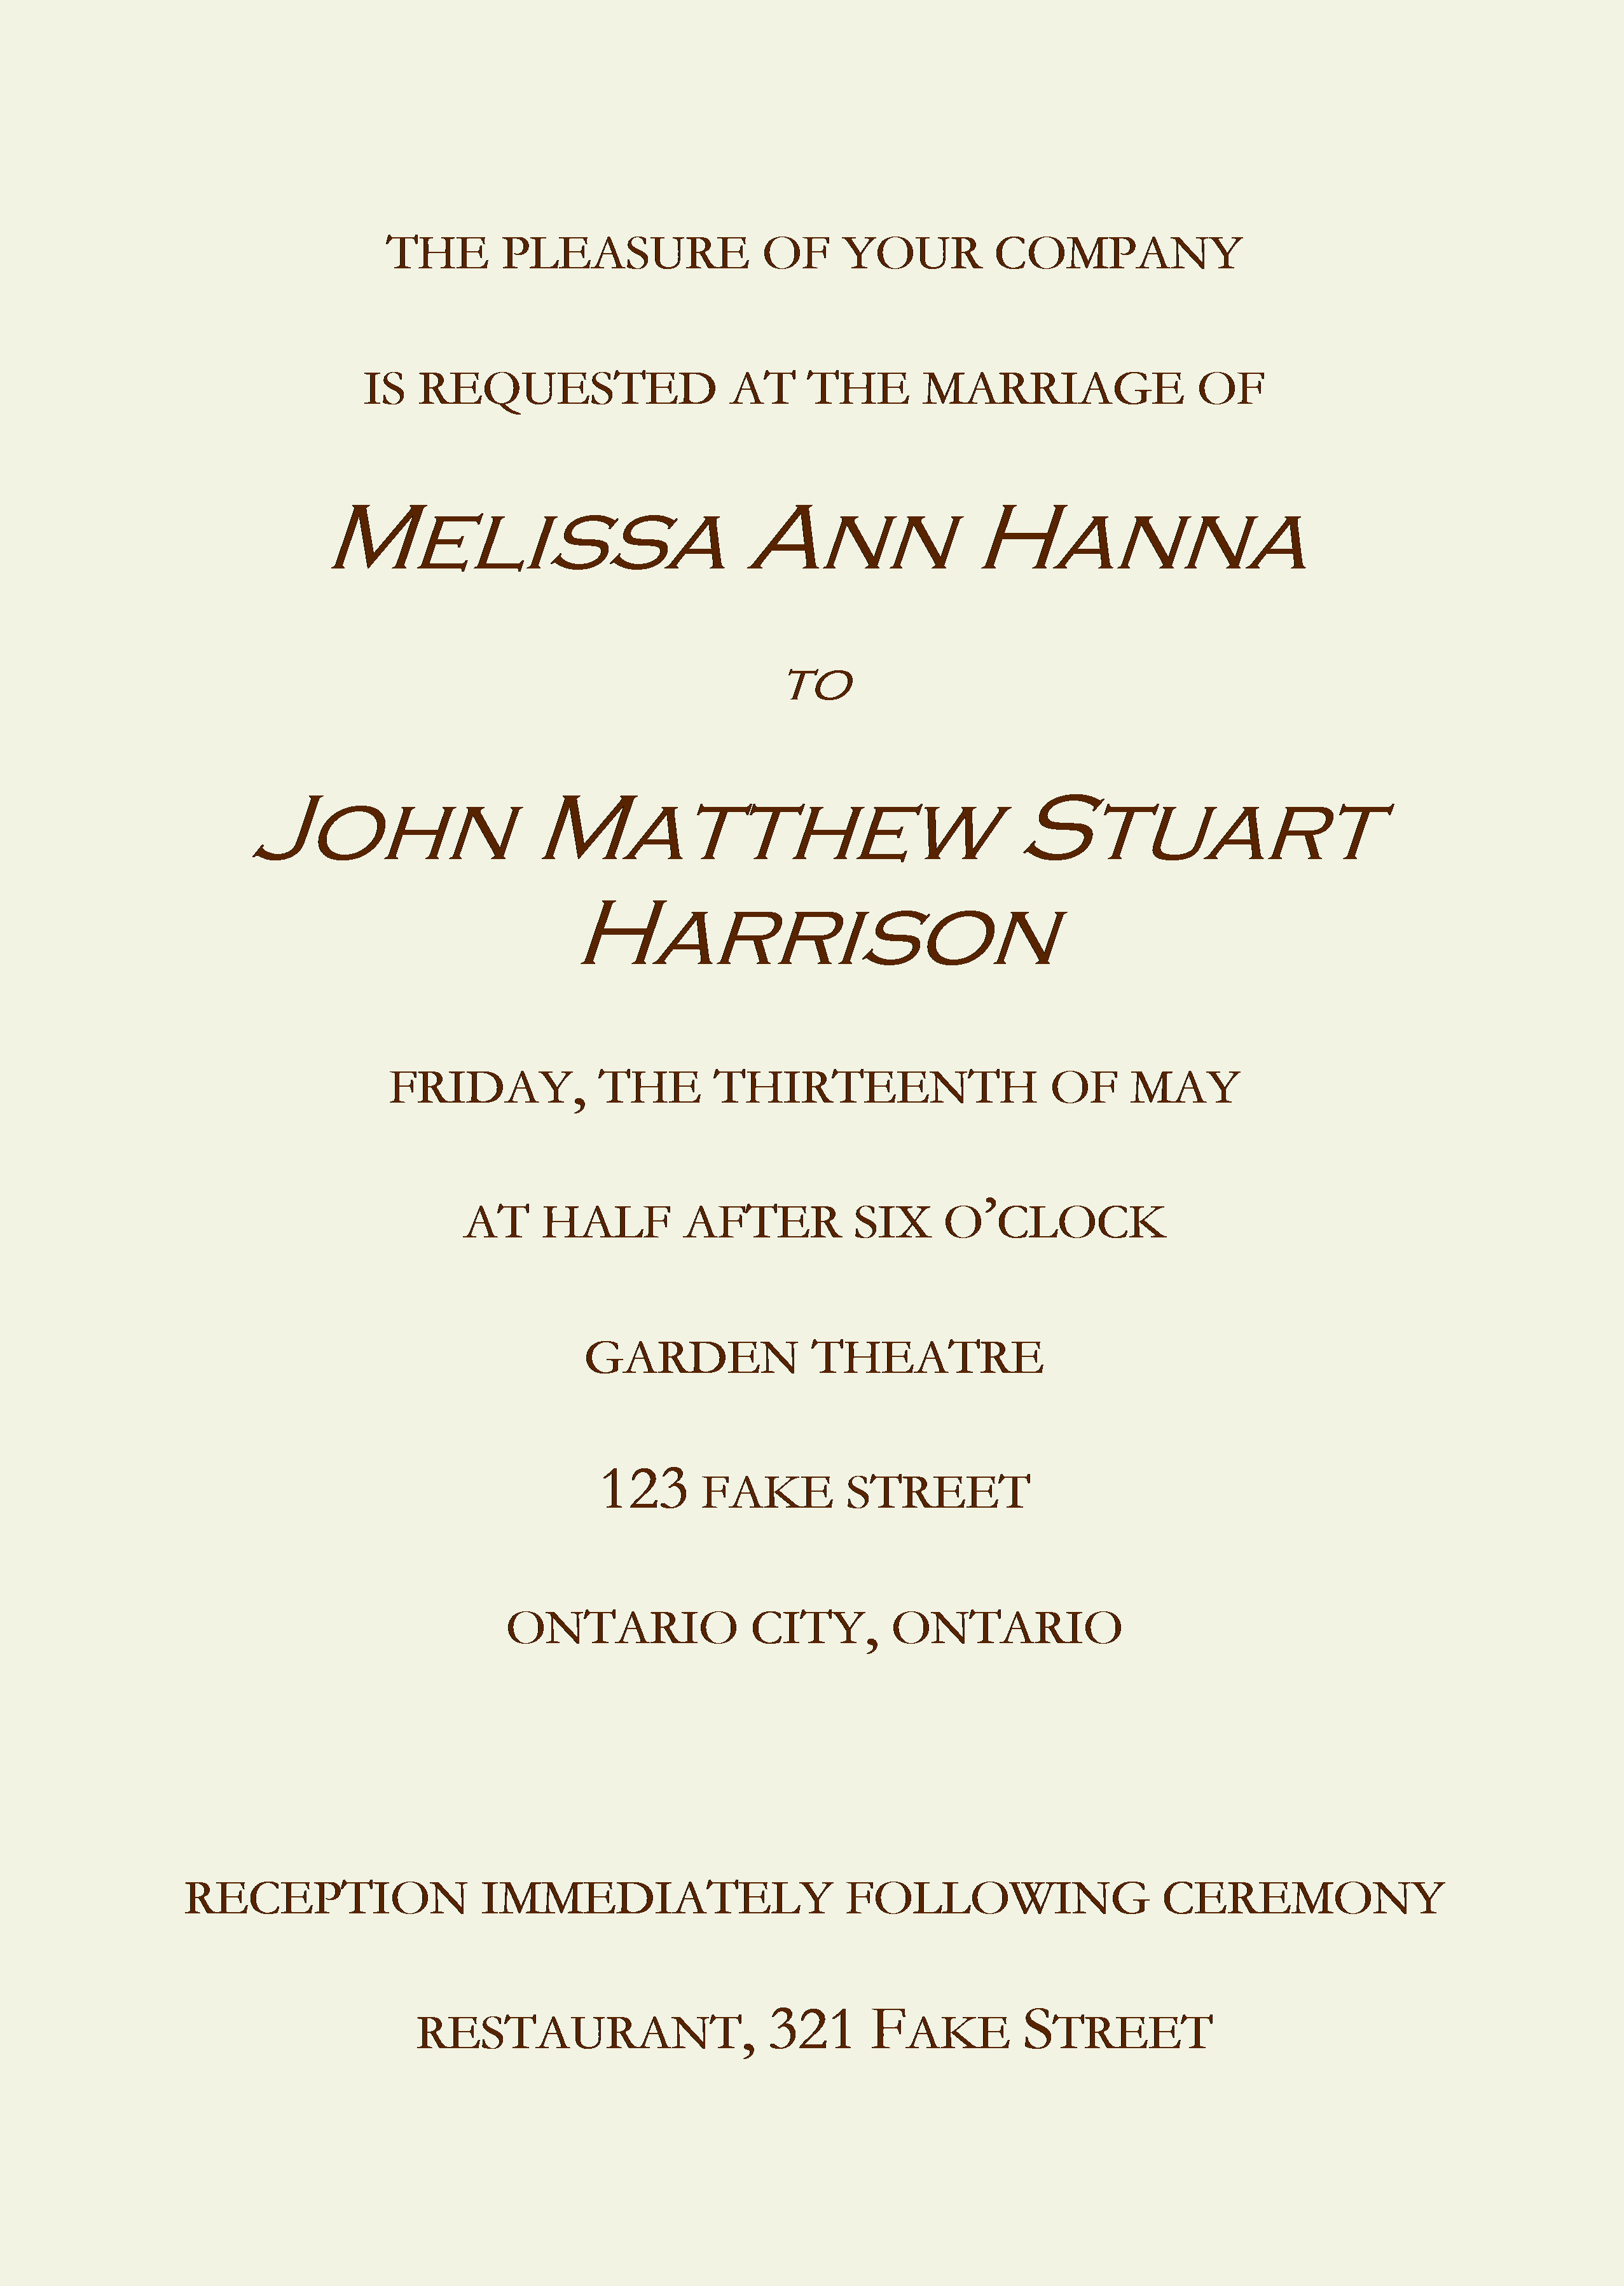 THE PLEASURE OF YOUR COMPANY
IS REQUESTED AT THE MARRIAGE OF
MELISSA ANN HANNA
TO
JOHN MATTHEW STUART
HARRISON
FRIDAY, THE THIRTEENTH OF MAY
AT HALF AFTER SIX O’CLOCK
GARDEN THEATRE
123 FAKE STREET
ONTARIO CITY, ONTARIO
RECEPTION IMMEDIATELY FOLLOWING CEREMONY
RESTAURANT, 321 FAKE STREET